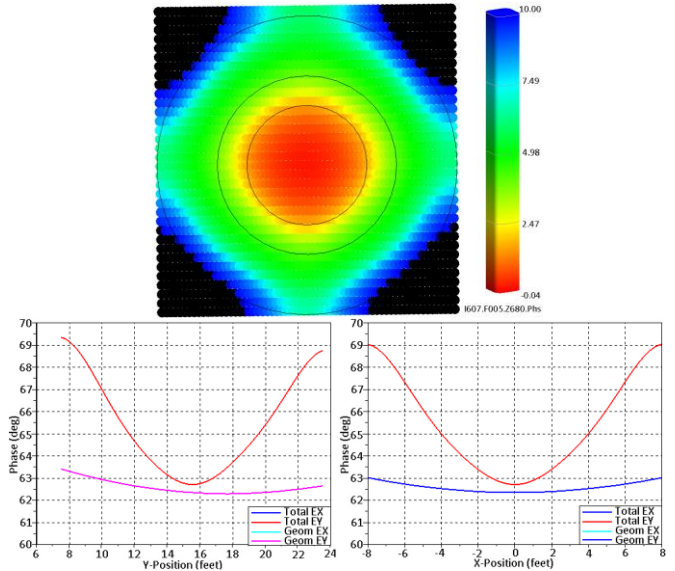 10.00
7.49
4.98
2.47
-0.04
I607.F005.Z680.Phs
70
69
68
67
66
65
64
63
62
61
60
Phase (deg)
6 8 10 12 14 16 18 20 22 24
Y-Position (feet)
Total EX
Total EY
Geom EX
Geom EY
70
69
68
67
66
65
64
63
62
61
60
Phase (deg)
-8 -6 -4 -2 0 2 4 6 8
X-Position (feet)
Total EX
Total EY
Geom EX
Geom EY